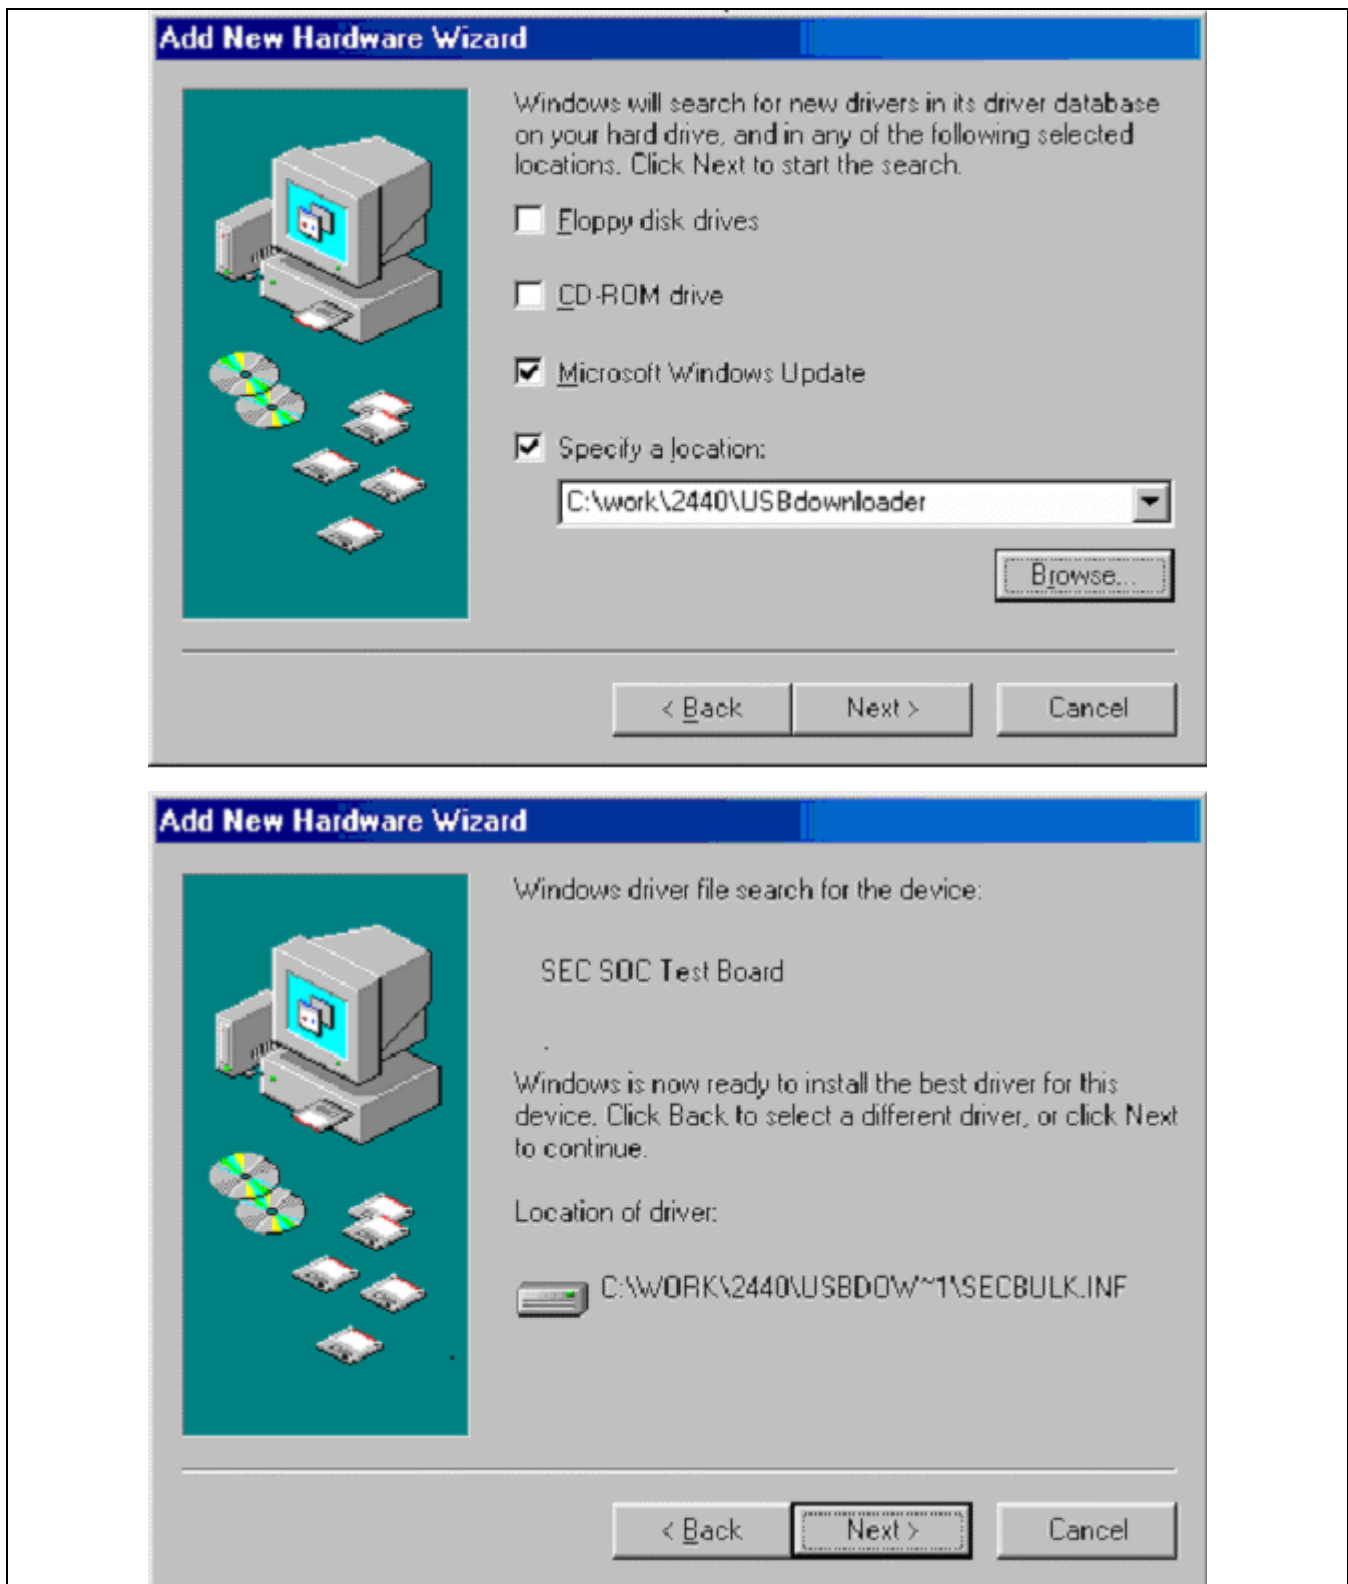 Add New Hardware Wizard
Windows will search for new drivers in its driver database
on your hard drive, and in any of the following selected
locations. Click Next to start the search.
Floppy disk drives
CD-ROM drive
Microsoft Windows Update
Specify a location:
C:\work\2440\USBdownloader
Browse...
< Back
Next >
Cancel
Add New Hardware Wizard
Windows driver file search for the device:
SEC SOC Test Board
Windows is now ready to install the best driver for this
device. Click Back to select a different driver, or click Next
to continue.
Location of driver:
C:\WORK\2440\USBDOW~1\SECBULK.INF
< Back
Next >
Cancel